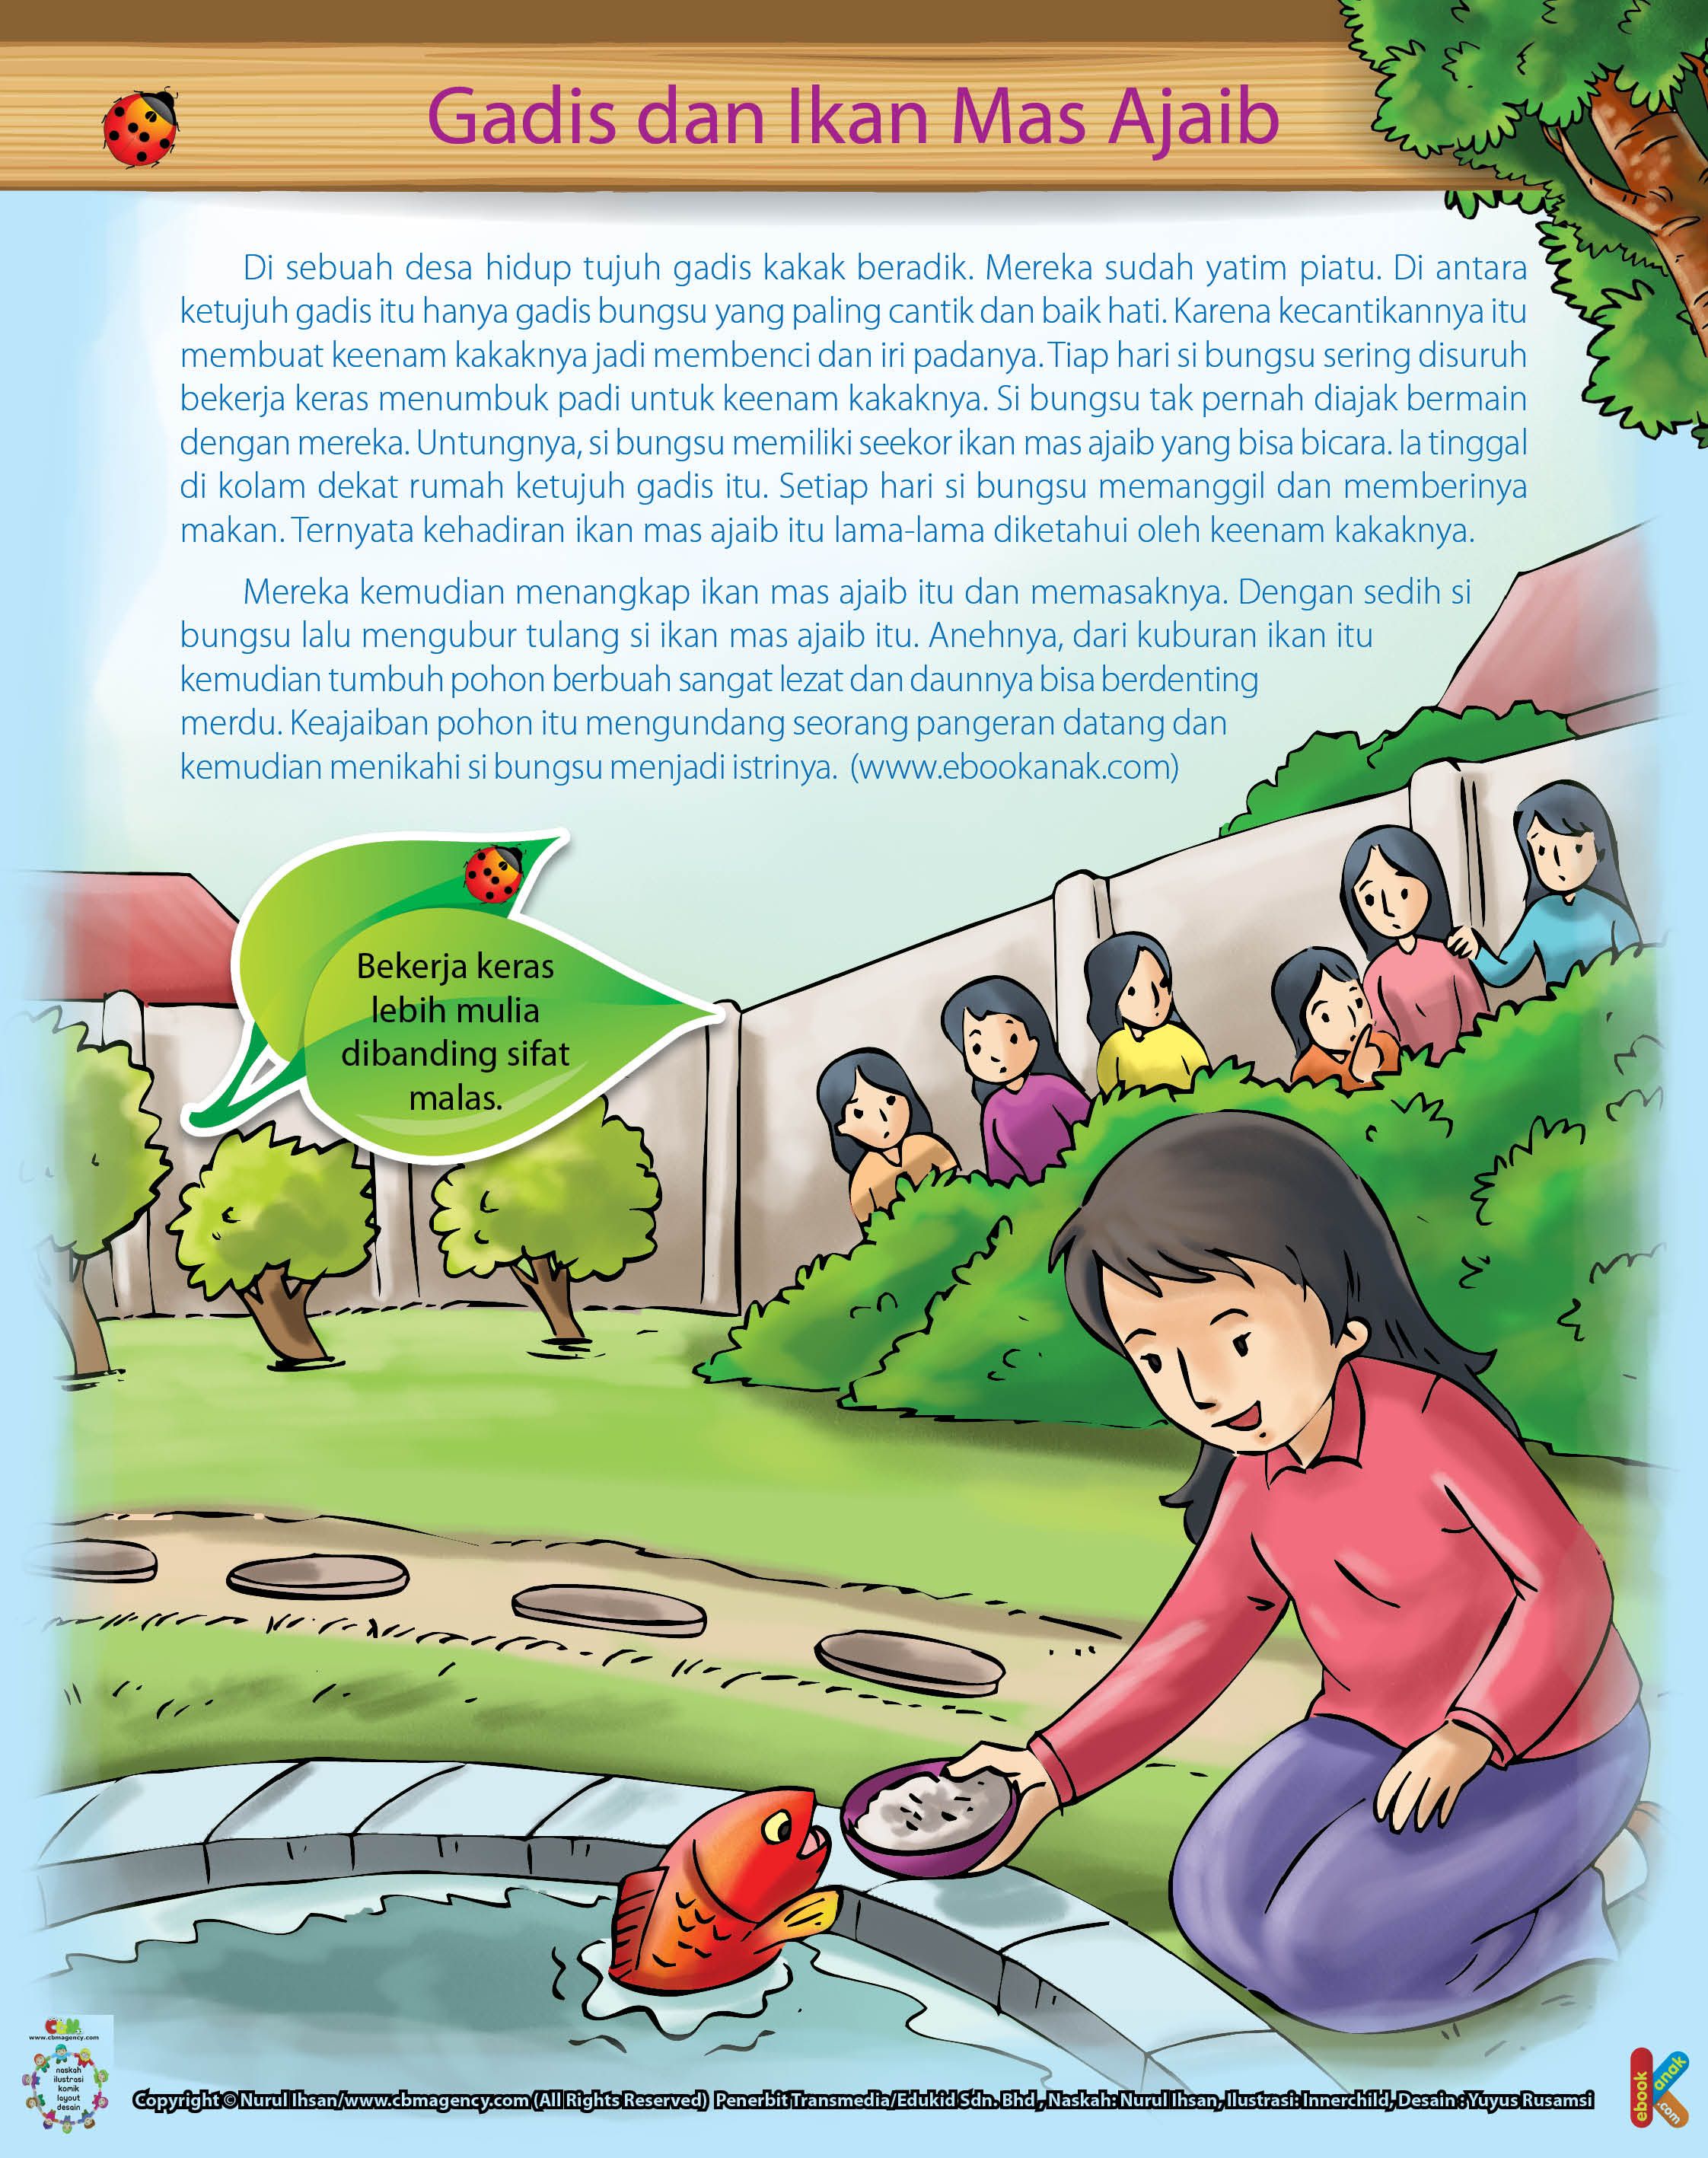 Gadis dan Ikan Mas Ajaib
Di sebuah desa hidup tujuh gadis kakak beradik. Mereka sudah yatim piatu. Di antara
ketujuh gadis itu hanya gadis bungsu yang paling cantik dan baik hati. Karena kecantikannya itu
membuat keenam kakaknya jadi membenci dan iri padanya. Tiap hari si bungsu sering disuruh
bekerja keras menumbuk padi untuk keenam kakaknya. Si bungsu tak pernah diajak bermain
dengan mereka. Untungnya, si bungsu memiliki seekor ikan mas ajaib yang bisa bicara. Ia tinggal
di kolam dekat rumah ketujuh gadis itu. Setiap hari si bungsu memanggil dan memberinya
makan. Ternyata kehadiran ikan mas ajaib itu lama-lama diketahui oleh keenam kakaknya.
Mereka kemudian menangkap ikan mas ajaib itu dan memasaknya. Dengan sedih si
bungsu lalu mengubur tulang si ikan mas ajaib itu. Anehnya, dari kuburan ikan itu
kemudian tumbuh pohon berbuah sangat lezat dan daunnya bisa berdenting
merdu. Keajaiban pohon itu mengundang seorang pangeran datang dan
kemudian menikahi si bungsu menjadi istrinya. (www.ebookanak.com)
Bekerja keras
lebih mulia
dibanding sifat
malas.
CBM
www.cbmagency.com
naskah
ilustrasi
komik
layout
desain
Copyright © Nurul Ihsan/www.cbmagency.com (All Rights Reserved) Penerbit Transmedia/Edukid Sdn. Bhd , Naskah: Nurul Ihsan, Ilustrasi: Innerchild, Desain : Yuyus Rusamsi
ebook
anak
.com